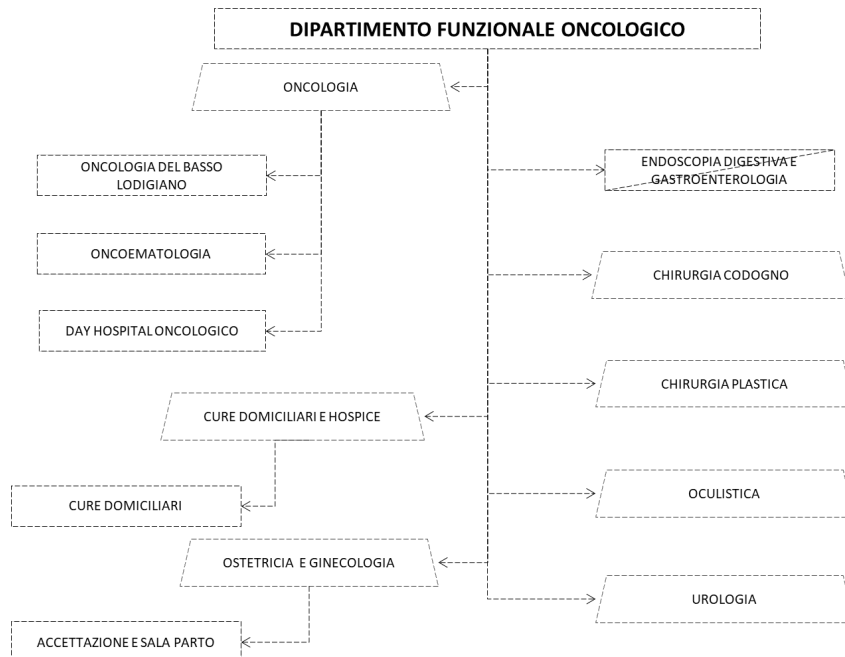 DIPARTIMENTO FUNZIONALE ONCOLOGICO
ONCOLOGIA
ONCOLOGIA DEL BASSO
LODIGIANO
ONCOEMATOLOGIA
DAY HOSPITAL ONCOLOGICO
CURE DOMICILIARI E HOSPICE
CURE DOMICILIARI
OSTETRICIA E GINECOLOGIA
ACCETTAZIONE E SALA PARTO
ENDOSCOPIA DIGESTIVA E
GASTROENTEROLOGIA
CHIRURGIA CODOGNO
CHIRURGIA PLASTICA
OCULISTICA
UROLOGIA